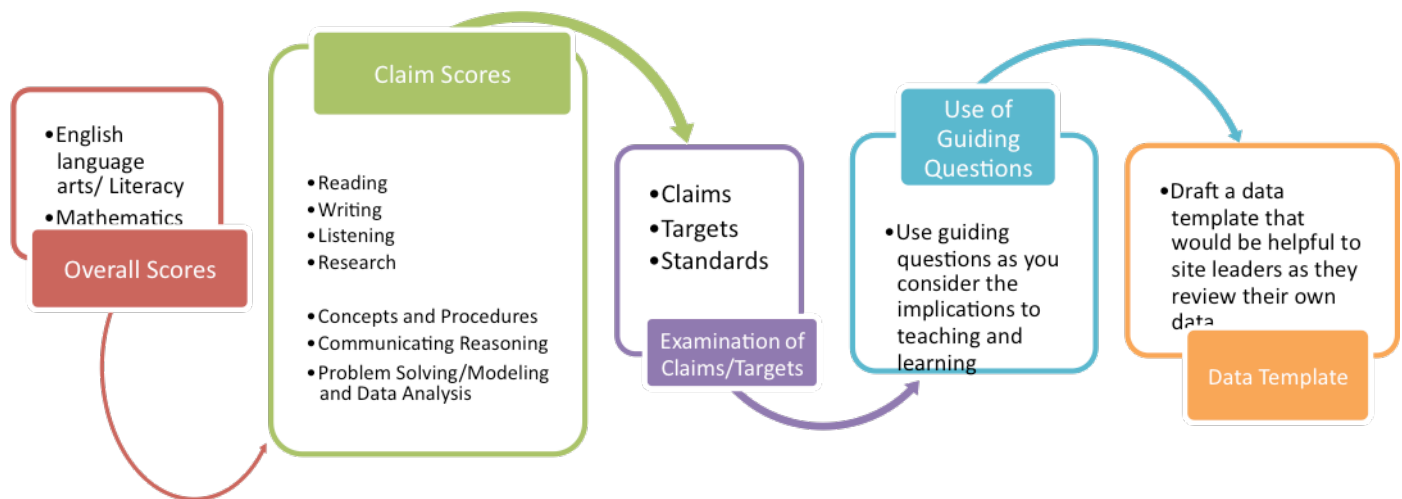 •English
language
arts/ Literacy
•Mathematics
Overall Scores
Claim Scores
•Reading
•Writing
•Listening
•Research
•Concepts and Procedures
•Communicating Reasoning
•Problem Solving/Modeling
and Data Analysis
•Claims
•Targets
•Standards
Examination of
Claims/Targets
Use of
Guiding
Questions
•Use guiding
questions as you
consider the
implications to
teaching and
learning
•Draft a data
template that
would be helpful to
site leaders as they
review their own
data
Data Template